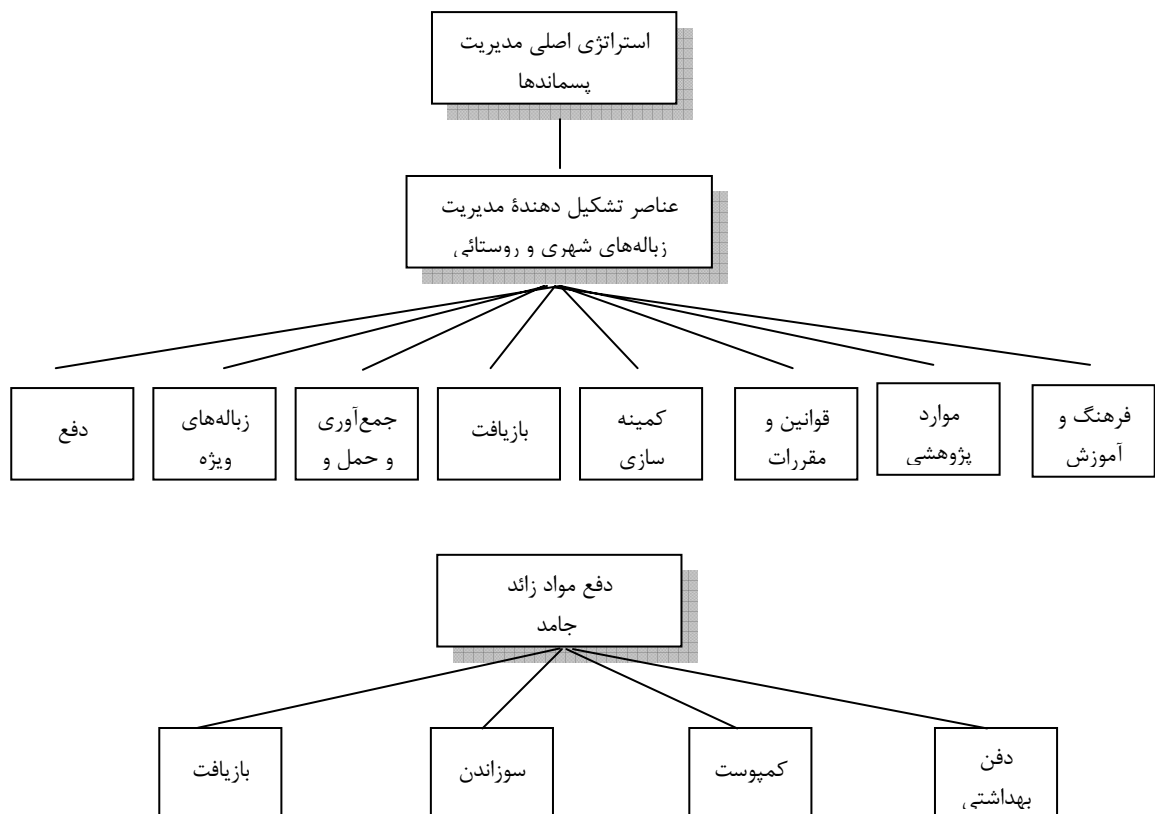 استراتژی اصلی مدیریت
پسماندها
عناصر تشکیل دهندۀ مدیریت
زباله‌های شهری و روستائی
فرهنگ و
آموزش
موارد
پژوهشی
قوانین و
مقررات
کمینه
سازی
بازیافت
جمع‌آوری
و حمل و
زباله‌های
ویژه
دفع
دفع مواد زائد
جامد
دفن
بهداشتی
کمپوست
سوزاندن
بازیافت